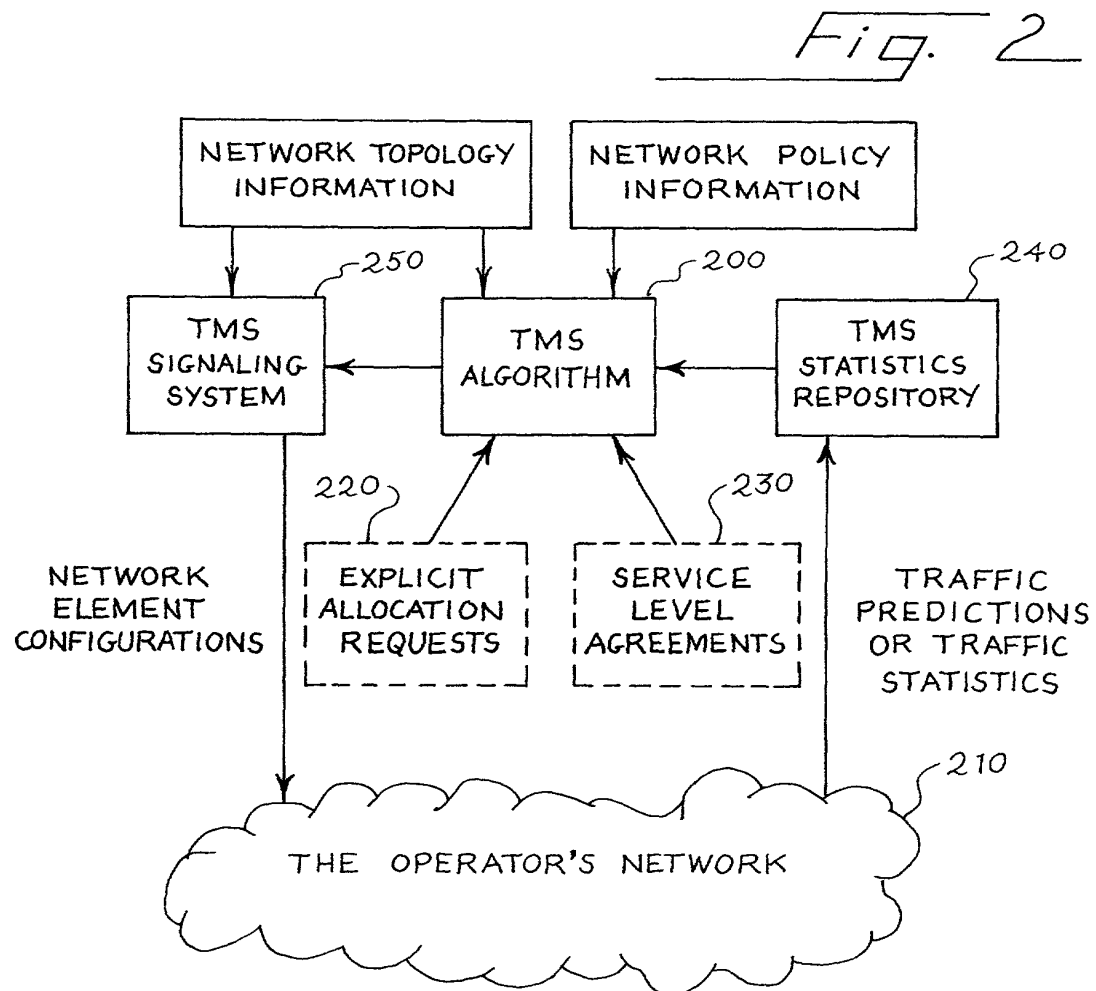 Fig. 2
NETWORK TOPOLOGY
INFORMATION
NETWORK POLICY
INFORMATION
250
200
240
TMS
SIGNALING
SYSTEM
TMS
ALGORITHM
TMS
STATISTICS
REPOSITORY
220
230
NETWORK
ELEMENT
CONFIGURATIONS
EXPLICIT
ALLOCATION
REQUESTS
SERVICE
LEVEL
AGREEMENTS
TRAFFIC
PREDICTIONS
OR TRAFFIC
STATISTICS
210
THE OPERATOR'S NETWORK